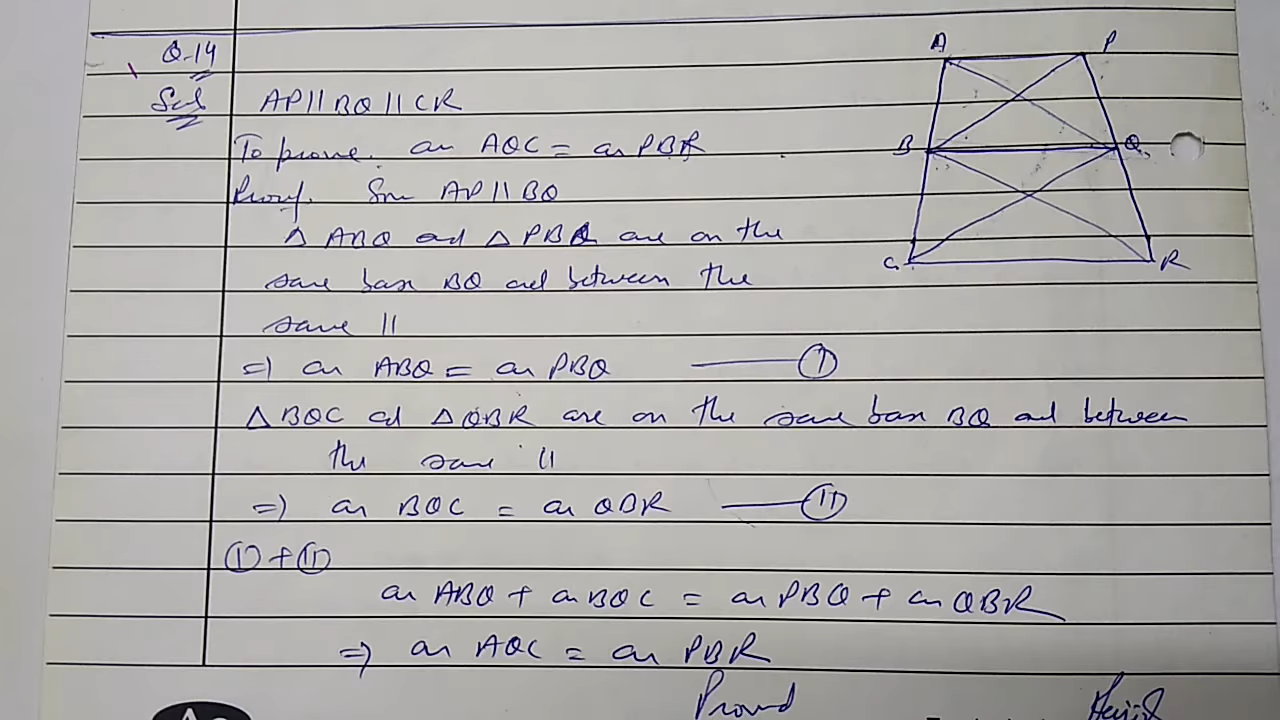 Q.14
A P
Sol AP||BQ||CR
To prove. ar AQC = ar PBR
B Q
Proof. Sin AP||BQ
Δ ABQ ad Δ PBQ are on the
same base BQ and between the
C R
same ||
=) ar ABQ = ar PBQ —— (I)
Δ BQC ad Δ QBR are on the same base BQ and between
the same ||
=) ar BQC = ar QBR —— (II)
(I) + (II)
ar ABQ + ar BQC = ar PBQ + ar QBR
=) ar AQC = ar PBR
Proved